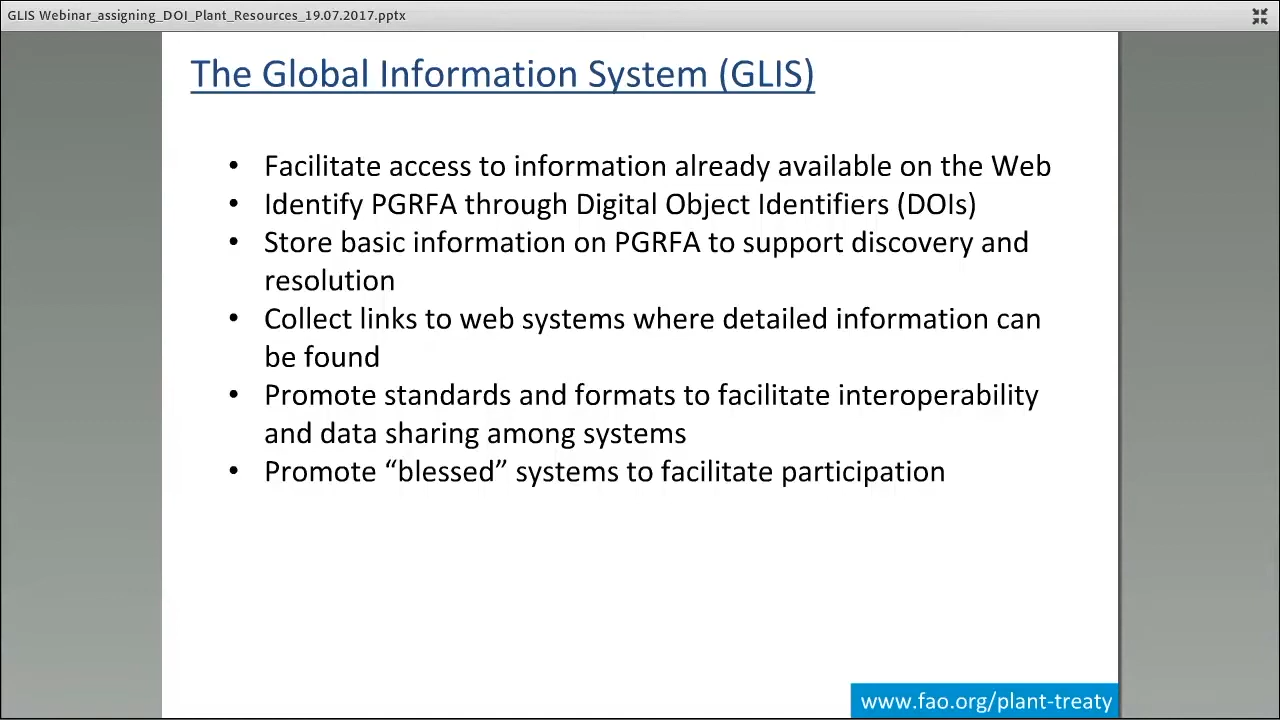 GLIS Webinar_assigning_DOI_Plant_Resources_19.07.2017.pptx
The Global Information System (GLIS)
• Facilitate access to information already available on the Web
• Identify PGRFA through Digital Object Identifiers (DOIs)
• Store basic information on PGRFA to support discovery and
resolution
• Collect links to web systems where detailed information can
be found
• Promote standards and formats to facilitate interoperability
and data sharing among systems
• Promote “blessed” systems to facilitate participation
www.fao.org/plant-treaty